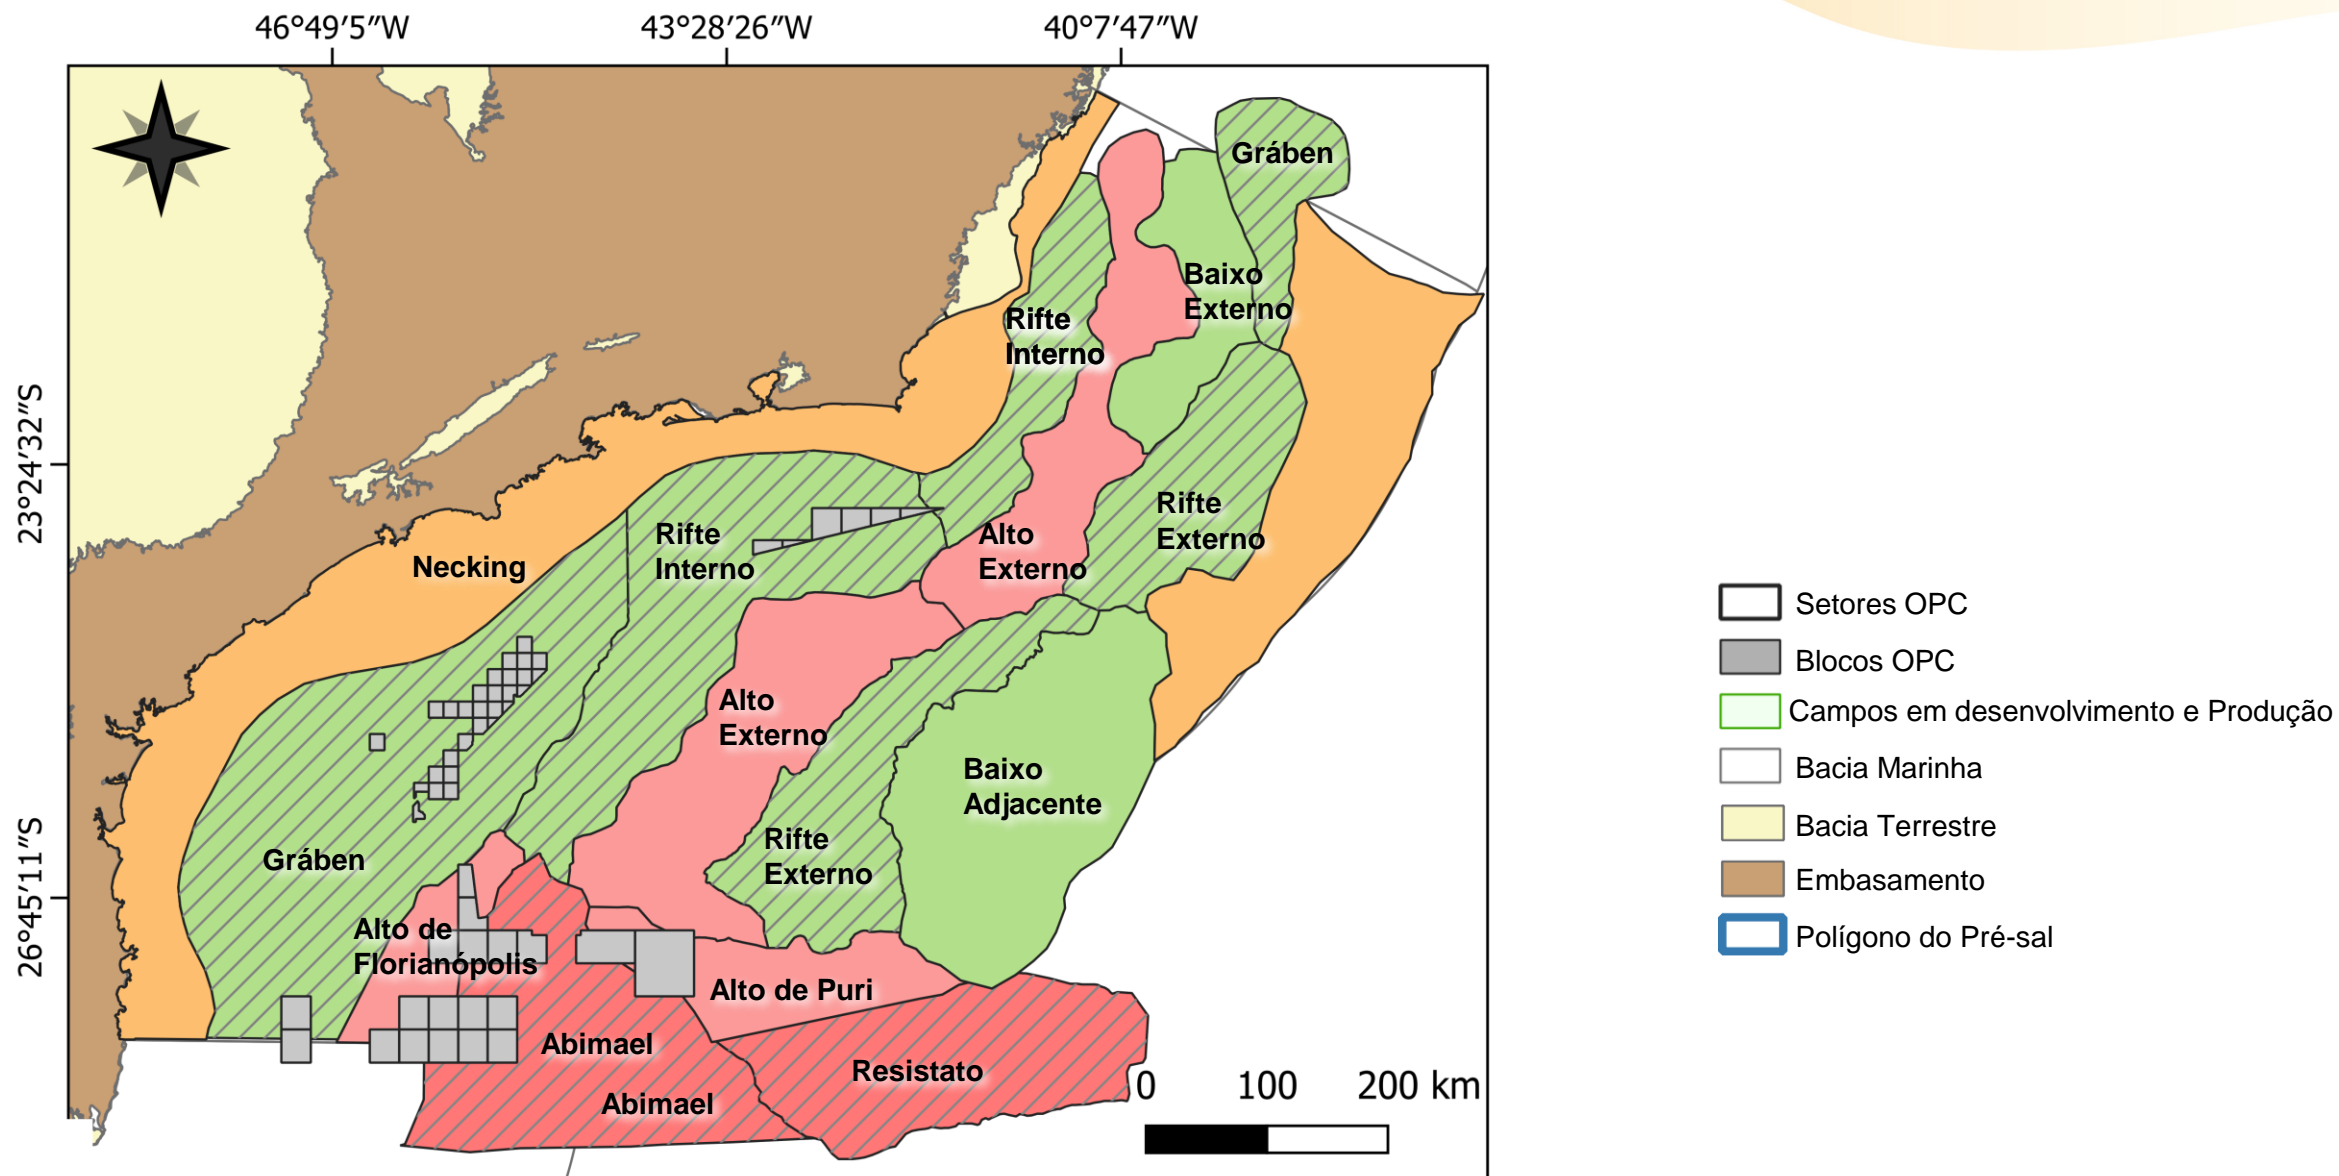 46°49′5″W
43°28′26″W
40°7′47″W
23°24′32″S
26°45′11″S
Gráben
Baixo
Externo
Rifte
Interno
Rifte
Externo
Rifte
Interno
Alto
Externo
Necking
Alto
Externo
Baixo
Adjacente
Rifte
Externo
Gráben
Alto de
Florianópolis
Alto de Puri
Abimael
Resistato
Abimael
0 100 200 km
Setores OPC
Blocos OPC
Campos em desenvolvimento e Produção
Bacia Marinha
Bacia Terrestre
Embasamento
Polígono do Pré-sal